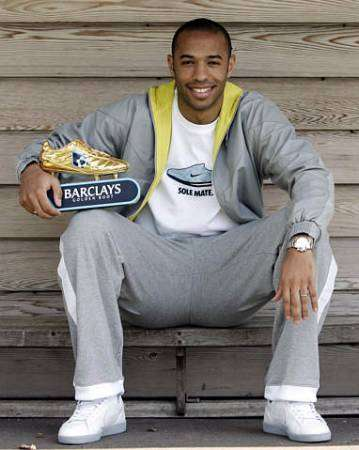 BARCLAYS
GOLDEN BOOT
SOLE MATE.